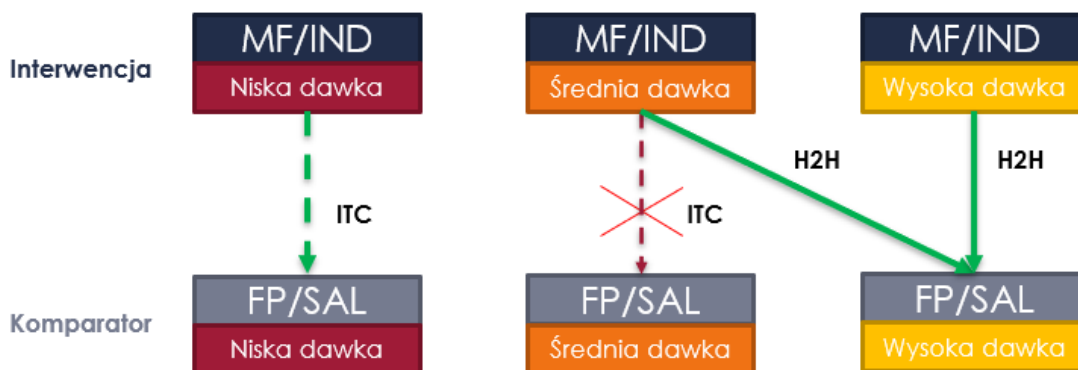 Interwencja
MF/IND
Niska dawka
MF/IND
Średnia dawka
MF/IND
Wysoka dawka
ITC
ITC
H2H
H2H
Komparator
FP/SAL
Niska dawka
FP/SAL
Średnia dawka
FP/SAL
Wysoka dawka